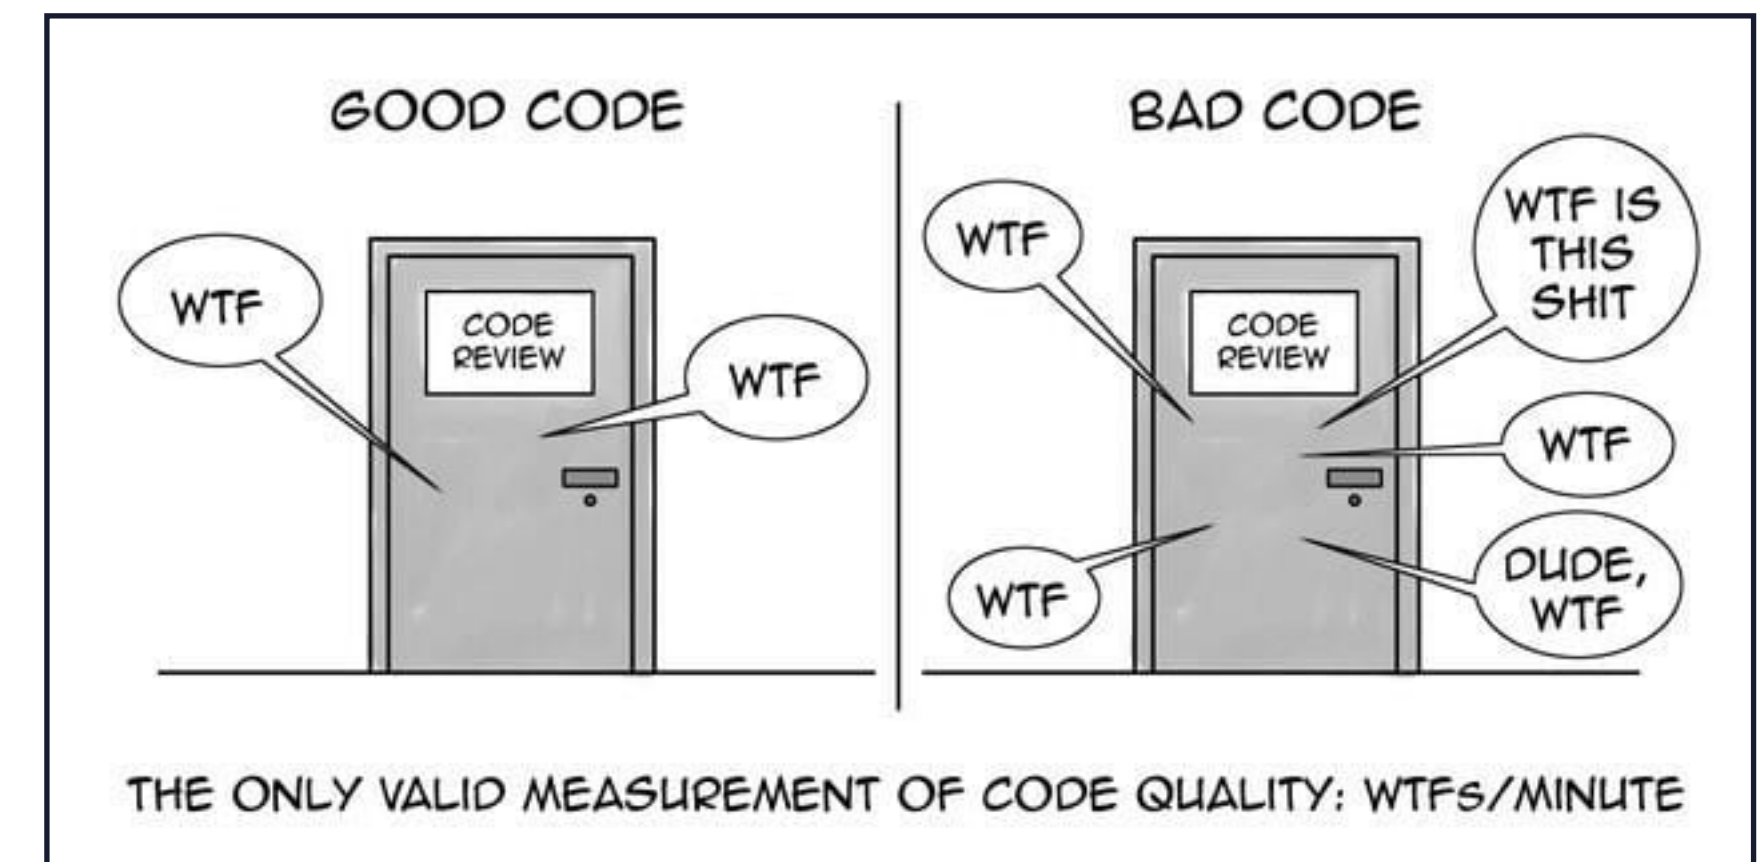 GOOD CODE
WTF
CODE
REVIEW
WTF
BAD CODE
WTF
WTF IS
THIS
SHIT
CODE
REVIEW
WTF
WTF
DUDE,
WTF
THE ONLY VALID MEASUREMENT OF CODE QUALITY: WTFs/MINUTE